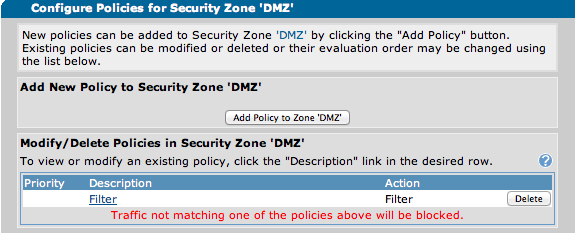 Configure Policies for Security Zone 'DMZ'
New policies can be added to Security Zone 'DMZ' by clicking the "Add Policy" button.
Existing policies can be modified or deleted or their evaluation order may be changed using
the list below.
Add New Policy to Security Zone 'DMZ'
Add Policy to Zone 'DMZ'
Modify/Delete Policies in Security Zone 'DMZ'
To view or modify an existing policy, click the "Description" link in the desired row. ?
Priority Description Action
Filter Filter Delete
Traffic not matching one of the policies above will be blocked.